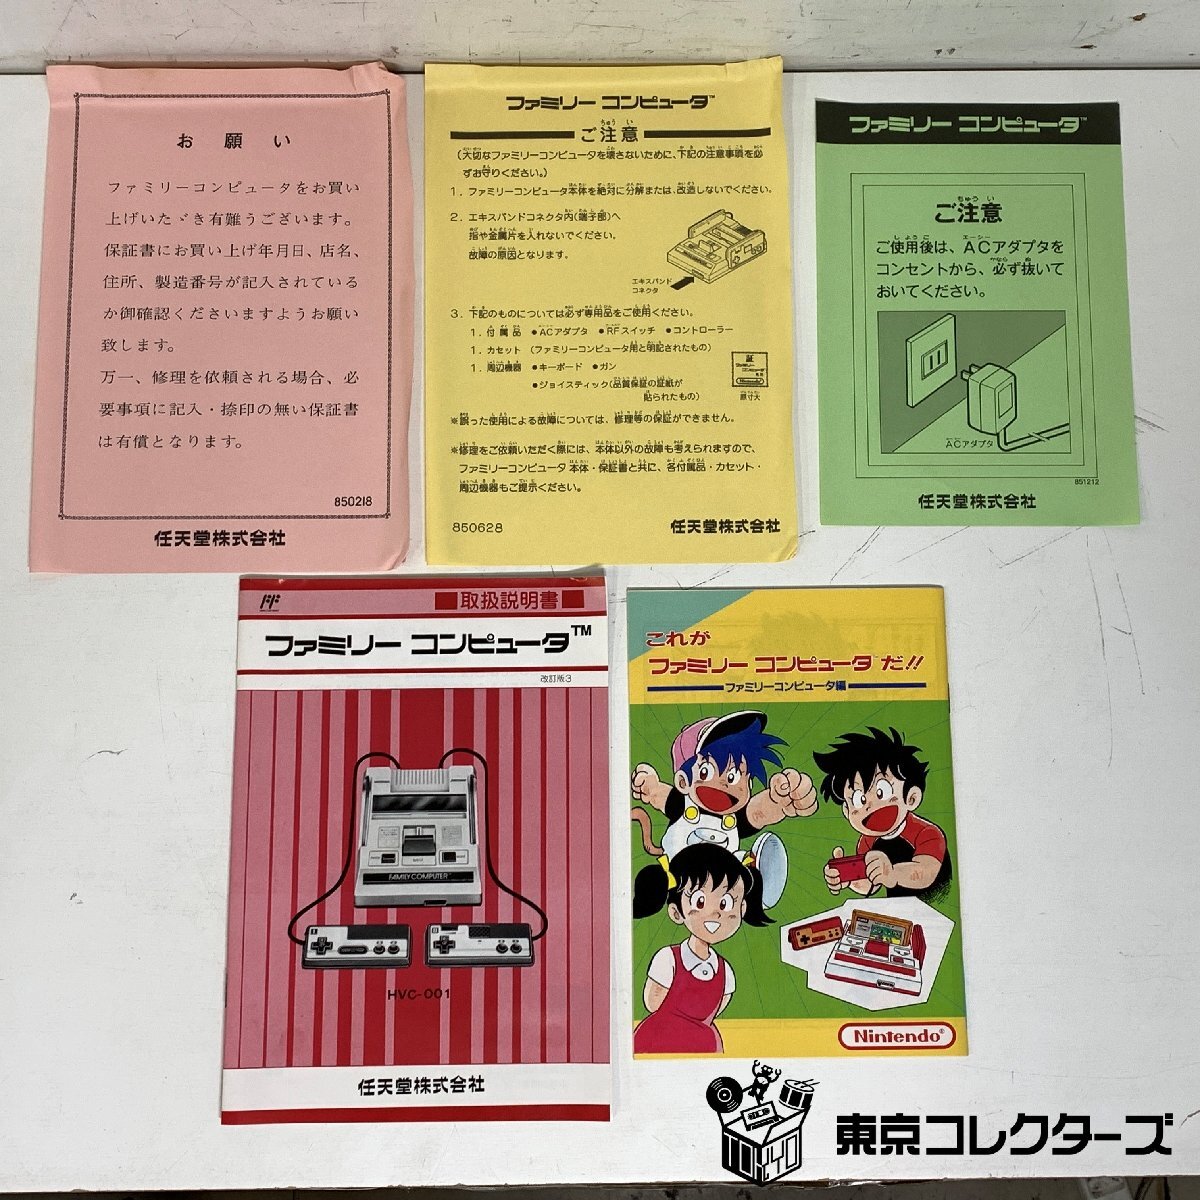 お願い
ファミリーコンピュータをお買い
上げいたゞき有難うございます。
保証書にお買い上げ年月日、店名、
住所、製造番号が記入されている
か御確認くださいますようお願い
致します。
万一、修理を依頼される場合、必
要事項に記入・捺印の無い保証書
は有償となります。
850218
任天堂株式会社
ファミリー コンピュータ™
ご注意
(大切なファミリーコンピュータを壊さないために、下記の注意事項を必
ずお守りください。)
1. ファミリーコンピュータ本体を絶対に分解または、改造しないでください。
2. エキスパンドコネクタ内(端子部)へ
指や金属片を入れないでください。
故障の原因となります。
エキスパンド
コネクタ
3. 下記のものについては必ず専用品をご使用ください。
1. 付属品 ●ACアダプタ ●RFスイッチ ●コントローラー
1. カセット (ファミリーコンピュータ用と明記されたもの)
1. 周辺機器 ●キーボード ●ガン
●ジョイスティック(品質保証の証紙が
貼られたもの)
証
ファミリー
コンピュータ
Nintendo
原寸大
※誤った使用による故障については、修理等の保証ができません。
※修理をご依頼いただく際には、本体以外の故障も考えられますので、
ファミリーコンピュータ本体・保証書と共に、各付属品・カセット・
周辺機器もご提示ください。
850628
任天堂株式会社
ファミリー コンピュータ™
ご注意
ご使用後は、ACアダプタを
コンセントから、必ず抜いて
おいてください。
ACアダプタ
851212
任天堂株式会社
FF
■取扱説明書■
ファミリー コンピュータ™
改訂版3
FAMILY COMPUTER™
HVC-001
任天堂株式会社
これが
ファミリー コンピュータ™だ!!
ファミリーコンピュータ編
Nintendo®
TOKYO
東京コレクターズ